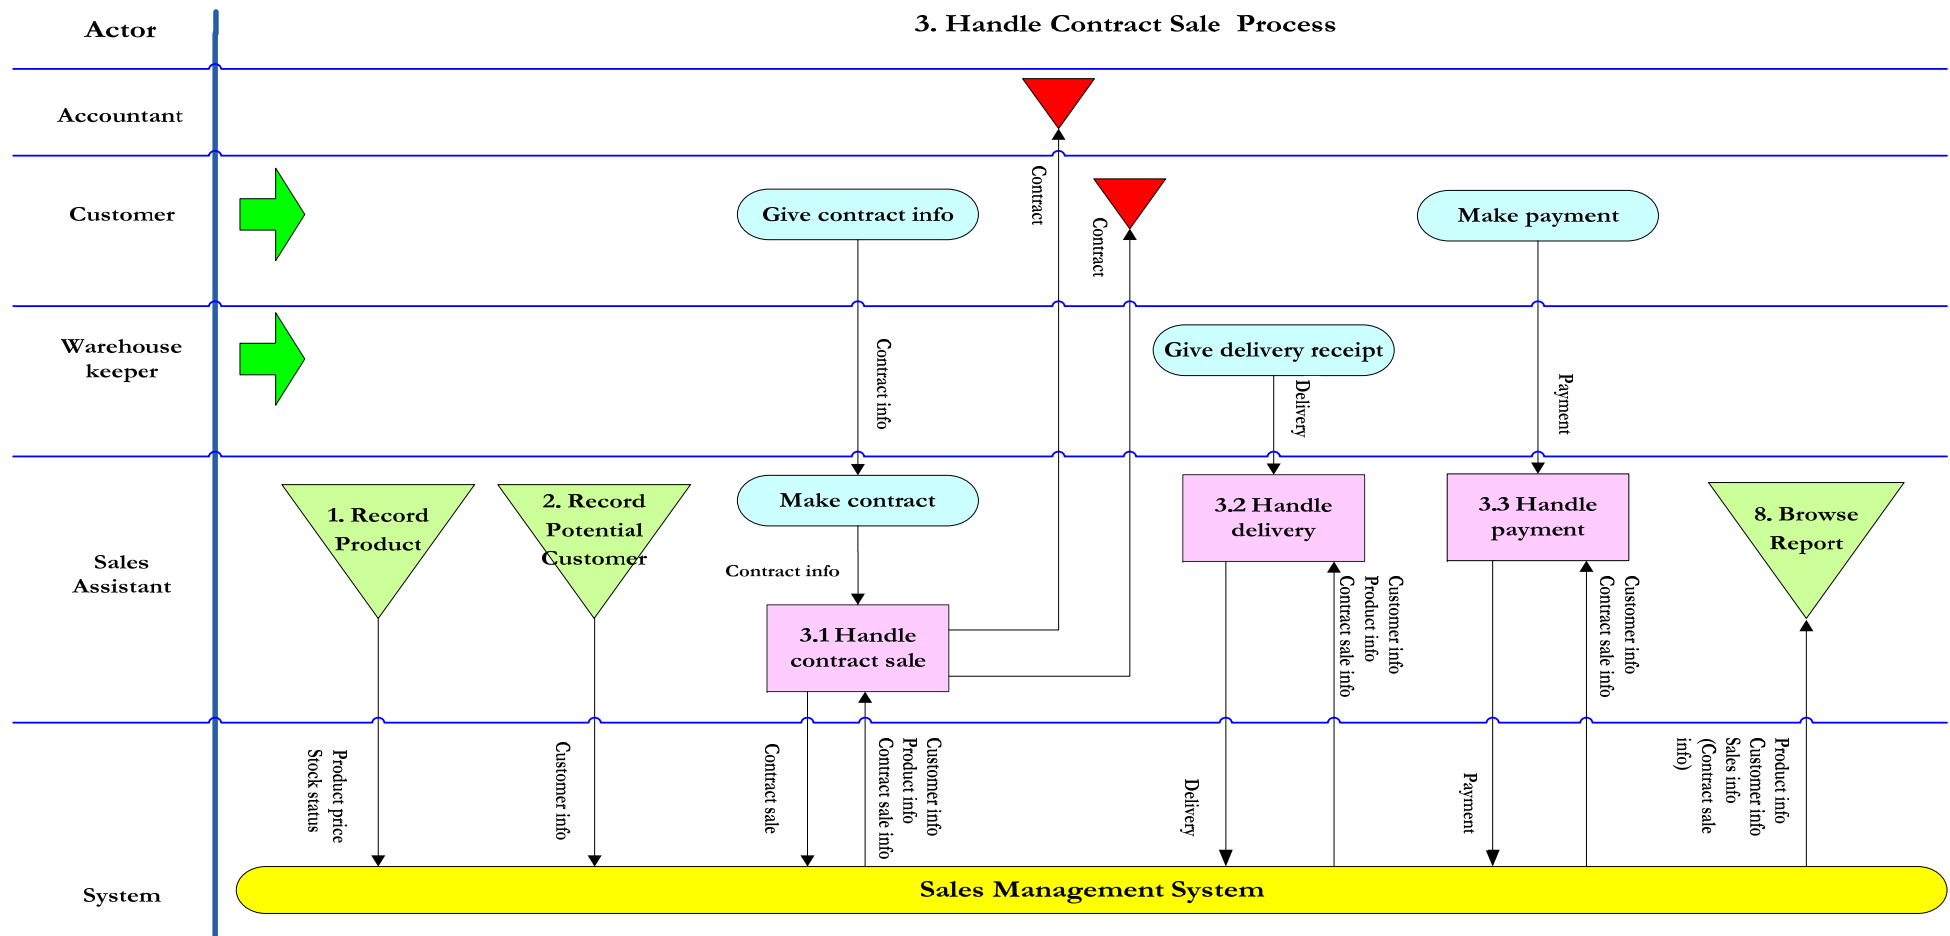 Actor
3. Handle Contract Sale Process
Accountant
Contract
Customer
Give contract info
Contract
Make payment
Warehouse
keeper
Contract info
Give delivery receipt
Delivery
Payment
Sales
Assistant
1. Record
Product
2. Record
Potential
Customer
Make contract
Contract info
3.1 Handle
contract sale
3.2 Handle
delivery
Customer info
Product info
Contract sale info
3.3 Handle
payment
Customer info
Contract sale info
8. Browse
Report
Product price
Stock status
Customer info
Contract sale
Customer info
Product info
Contract sale info
Delivery
Payment
Product info
Customer info
Sales info
(Contract sale
info)
System
Sales Management System